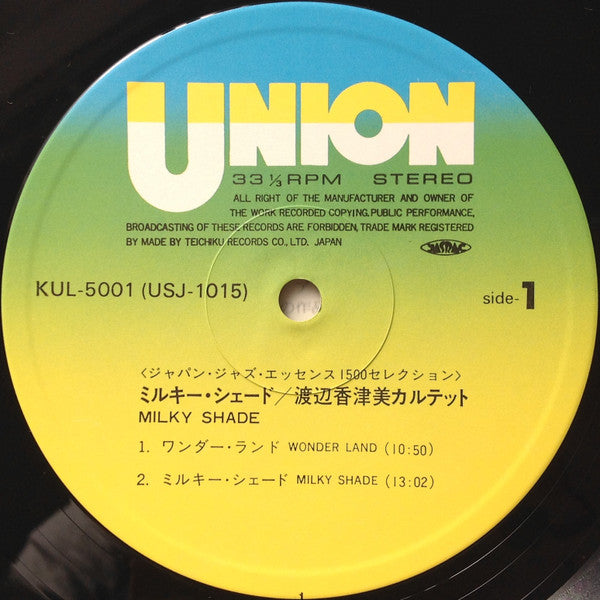 UNION
33 1/3 RPM STEREO
ALL RIGHT OF THE MANUFACTURER AND OWNER OF
THE WORK RECORDED COPYING, PUBLIC PERFORMANCE,
BROADCASTING OF THESE RECORDS ARE FORBIDDEN, TRADE MARK REGISTERED
BY MADE BY TEICHIKU RECORDS CO., LTD. JAPAN
JASRAC
KUL-5001 (USJ-1015)
side-1
〈ジャパン・ジャズ・エッセンス1500セレクション〉
ミルキー・シェード／渡辺香津美カルテット
MILKY SHADE
1. ワンダー・ランド WONDER LAND (10:50)
2. ミルキー・シェード MILKY SHADE (13:02)
1